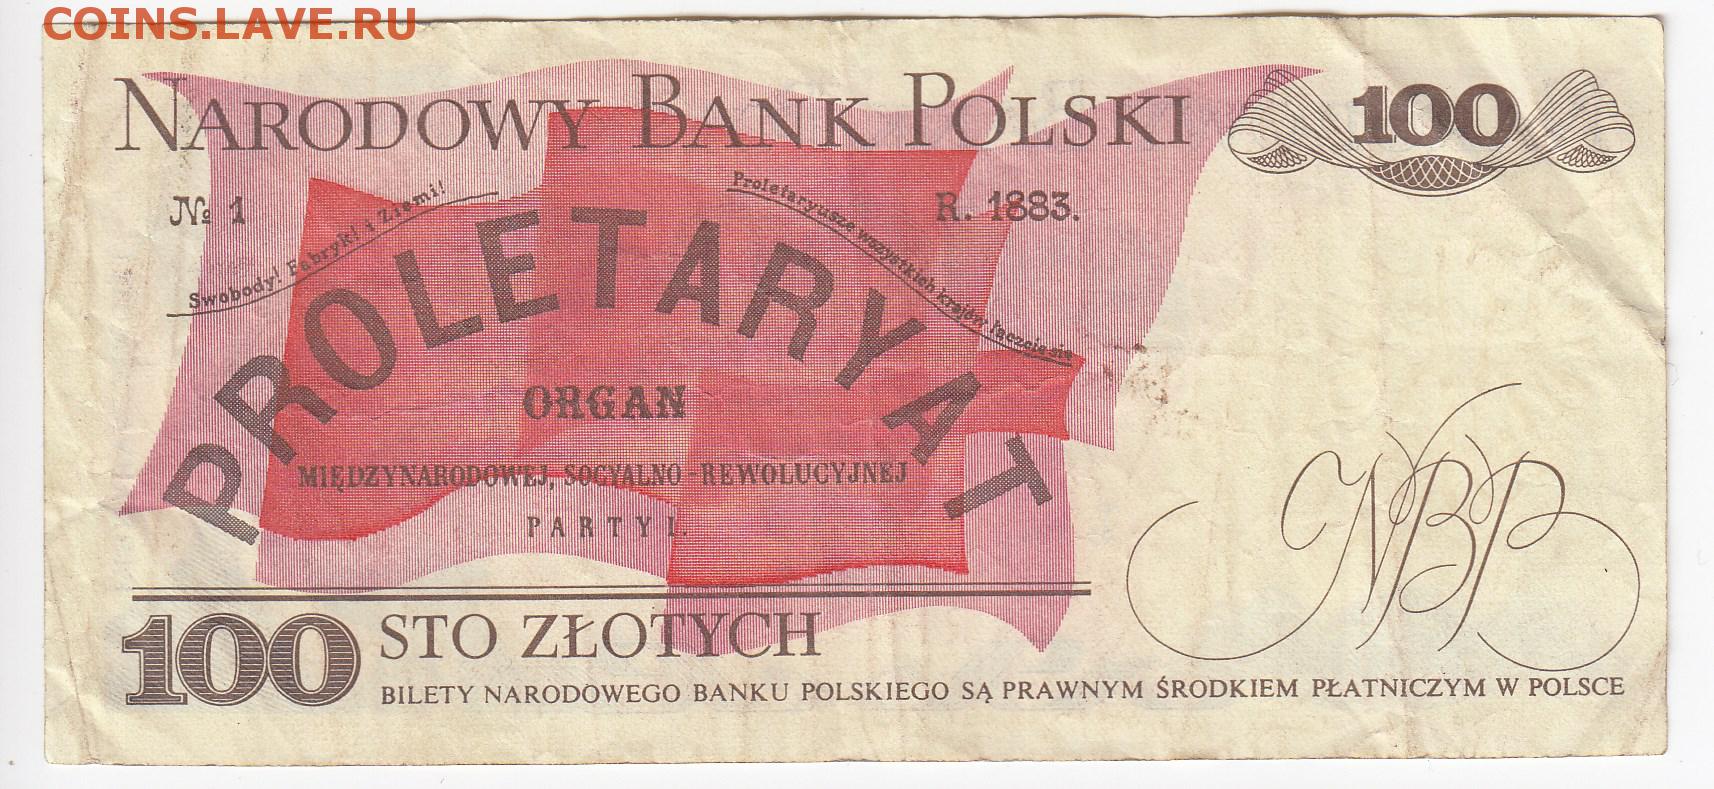 COINS.LAVE.RU
NARODOWY BANK POLSKI
100
№ 1
R. 1883.
Swobody! Fabryk! i Ziemi!
Proletaryusze wszystkich krajów łączcie się
PROLETARYAT
ORGAN
MIĘDZYNARODOWEJ, SOCYALNO-REWOLUCYJNEJ
PARTYI.
NBP
100 STO ZŁOTYCH
BILETY NARODOWEGO BANKU POLSKIEGO SĄ PRAWNYM ŚRODKIEM PŁATNICZYM W POLSCE